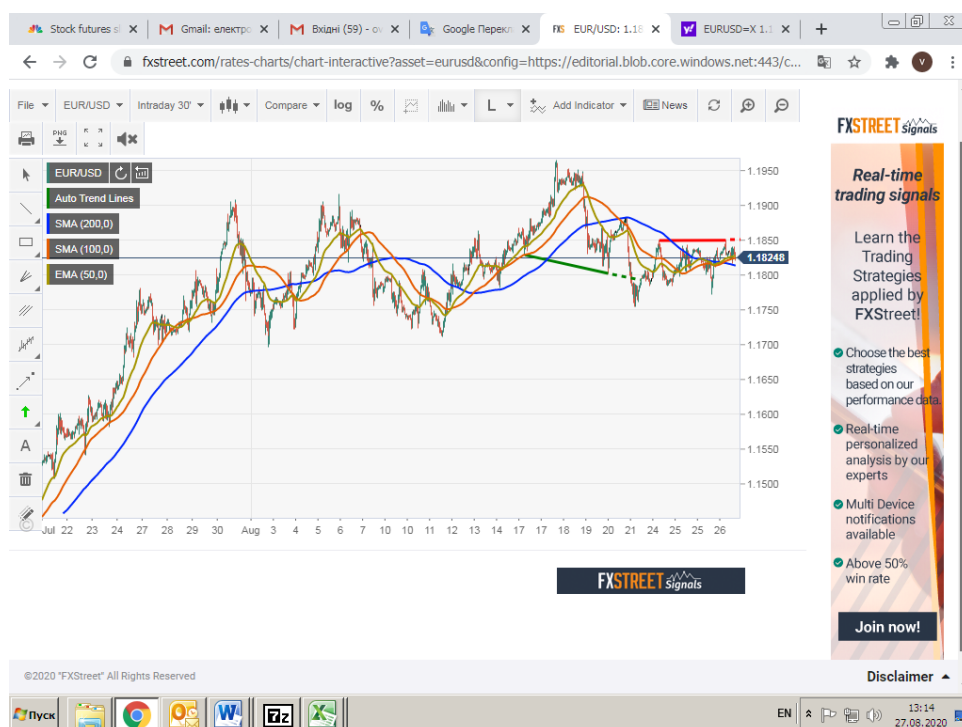 Stock futures sl
Gmail: електро
Вхідні (59) - ov
Google Перекл
FXS EUR/USD: 1.18
EURUSD=X 1.1
fxstreet.com/rates-charts/chart-interactive?asset=eurusd&config=https://editorial.blob.core.windows.net:443/c...
V
File EUR/USD Intraday 30' Compare log % L Add Indicator News
PNG
EUR/USD
Auto Trend Lines
SMA (200,0)
SMA (100,0)
EMA (50,0)
A
1.1950
1.1900
1.1850
1.18248
1.1800
1.1750
1.1700
1.1650
1.1600
1.1550
1.1500
Jul 22 23 24 27 28 29 30 Aug 3 4 5 6 7 10 10 11 12 13 14 17 17 18 19 20 21 24 25 25 26
FXSTREET Signals
FXSTREET Signals
Real-time
trading signals
Learn the
Trading
Strategies
applied by
FXStreet!
Choose the best
strategies
based on our
performance data.
Real-time
personalized
analysis by our
experts
Multi Device
notifications
available
Above 50%
win rate
Join now!
©2020 "FXStreet" All Rights Reserved
Disclaimer
Пуск
EN
13:14
27.08.2020